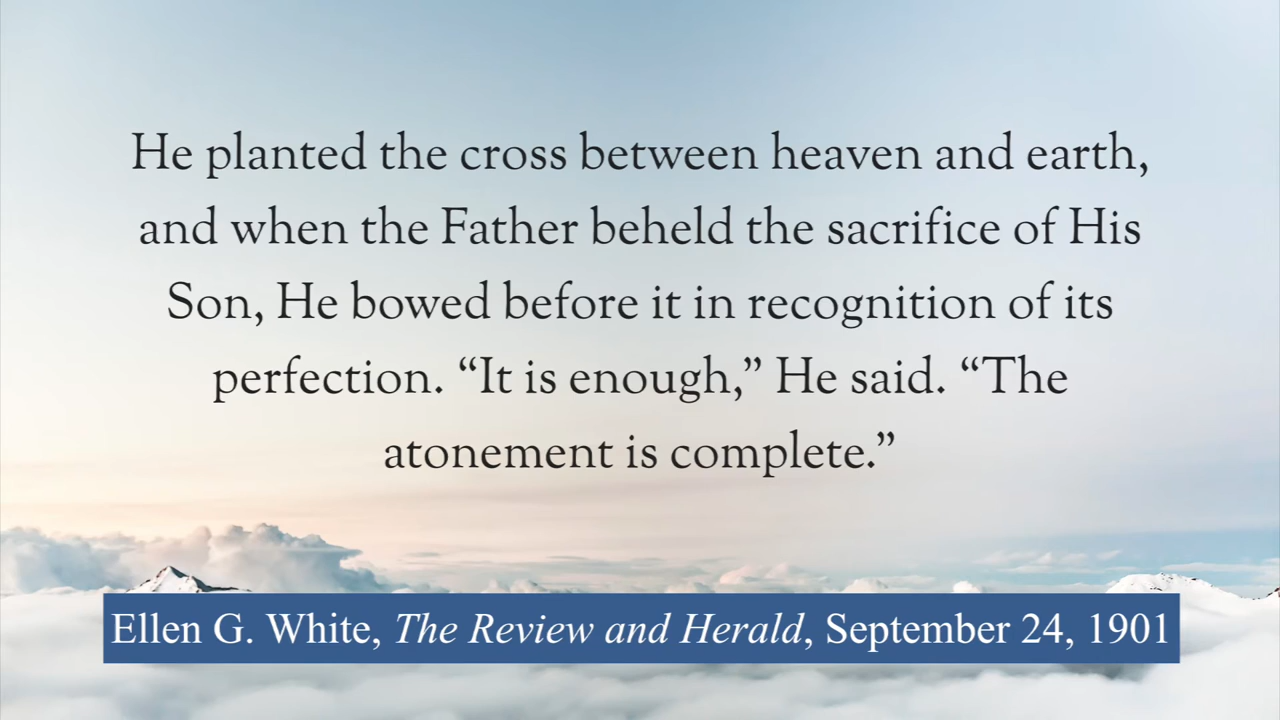 He planted the cross between heaven and earth,
and when the Father beheld the sacrifice of His
Son, He bowed before it in recognition of its
perfection. “It is enough,” He said. “The
atonement is complete.”
Ellen G. White, The Review and Herald, September 24, 1901